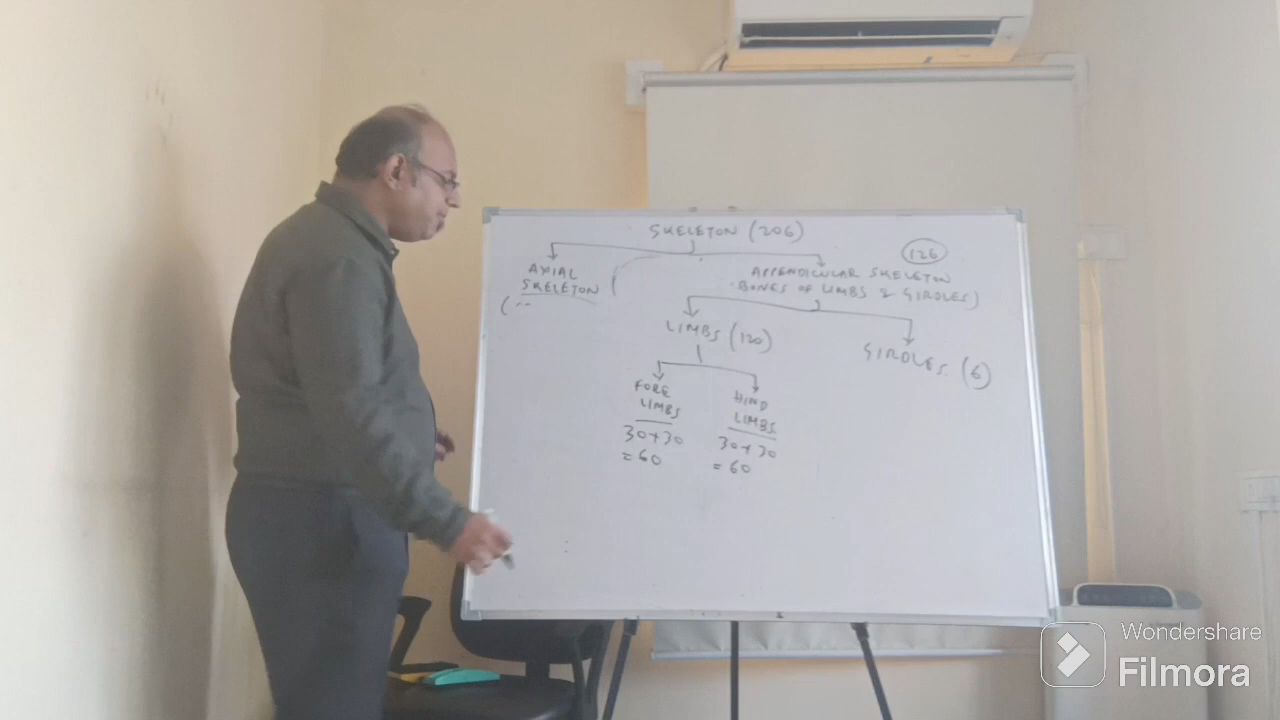 SKELETON (206)
126
AXIAL
SKELETON
APPENDICULAR SKELETON
BONES OF LIMBS & GIRDLES)
LIMBS (120)
GIRDLES (6)
FORE
LIMBS
30+30
=60
HIND
LIMBS
30+30
=60
Wondershare
Filmora